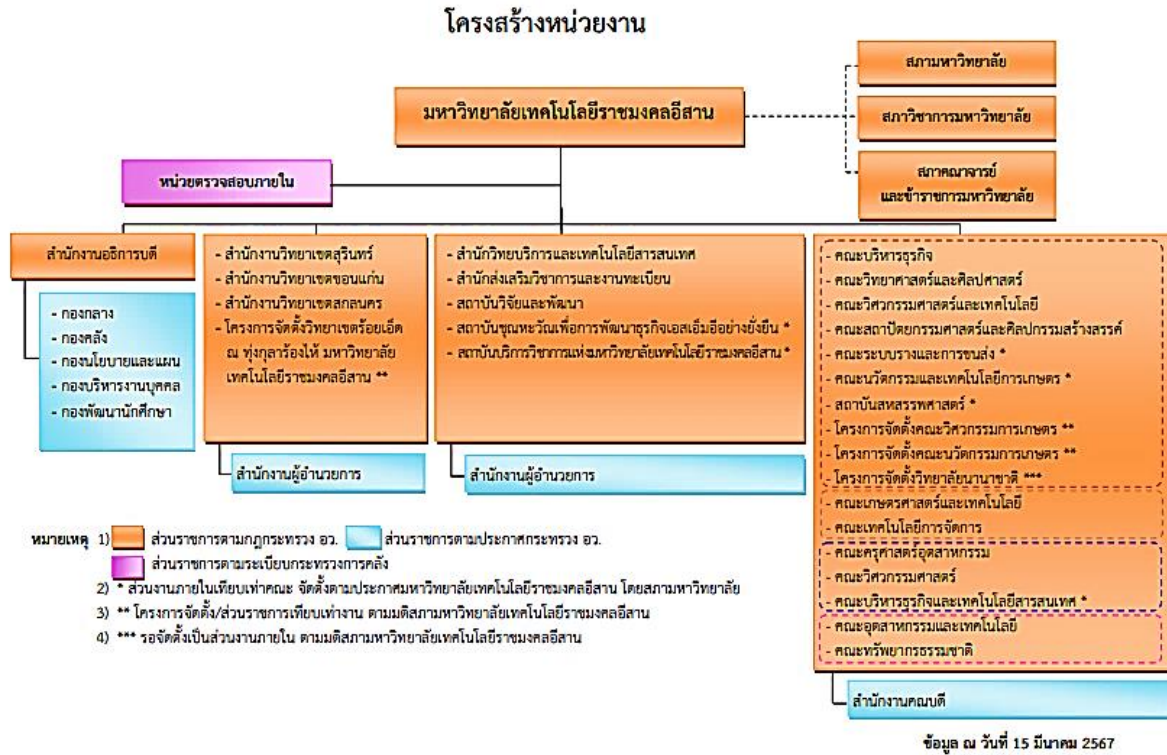 โครงสร้างหน่วยงาน
มหาวิทยาลัยเทคโนโลยีราชมงคลอีสาน
สภามหาวิทยาลัย
สภาวิชาการมหาวิทยาลัย
สภาคณาจารย์
และข้าราชการมหาวิทยาลัย
หน่วยตรวจสอบภายใน
สำนักงานอธิการบดี
- กองกลาง
- กองคลัง
- กองนโยบายและแผน
- กองบริหารงานบุคคล
- กองพัฒนานักศึกษา
- สำนักงานวิทยาเขตสุรินทร์
- สำนักงานวิทยาเขตขอนแก่น
- สำนักงานวิทยาเขตสกลนคร
- โครงการจัดตั้งวิทยาเขตร้อยเอ็ด
ณ ทุ่งกุลาร้องไห้ มหาวิทยาลัย
เทคโนโลยีราชมงคลอีสาน **
สำนักงานผู้อำนวยการ
- สำนักวิทยบริการและเทคโนโลยีสารสนเทศ
- สำนักส่งเสริมวิชาการและงานทะเบียน
- สถาบันวิจัยและพัฒนา
- สถาบันชุณหะวัณเพื่อการพัฒนาธุรกิจเอสเอ็มอีอย่างยั่งยืน *
- สถาบันบริการวิชาการแห่งมหาวิทยาลัยเทคโนโลยีราชมงคลอีสาน *
สำนักงานผู้อำนวยการ
- คณะบริหารธุรกิจ
- คณะวิทยาศาสตร์และศิลปศาสตร์
- คณะวิศวกรรมศาสตร์และเทคโนโลยี
- คณะสถาปัตยกรรมศาสตร์และศิลปกรรมสร้างสรรค์
- คณะระบบรางและการขนส่ง *
- คณะนวัตกรรมและเทคโนโลยีการเกษตร *
- สถาบันสหสรรพศาสตร์ *
- โครงการจัดตั้งคณะวิศวกรรมการเกษตร **
- โครงการจัดตั้งคณะนวัตกรรมการเกษตร **
- โครงการจัดตั้งวิทยาลัยนานาชาติ ***
- คณะเกษตรศาสตร์และเทคโนโลยี
- คณะเทคโนโลยีการจัดการ
- คณะครุศาสตร์อุตสาหกรรม
- คณะวิศวกรรมศาสตร์
- คณะบริหารธุรกิจและเทคโนโลยีสารสนเทศ *
- คณะอุตสาหกรรมและเทคโนโลยี
- คณะทรัพยากรธรรมชาติ
สำนักงานคณบดี
หมายเหตุ 1) ส่วนราชการตามกฎกระทรวง อว. ส่วนราชการตามประกาศกระทรวง อว.
ส่วนราชการตามระเบียบกระทรวงการคลัง
2) * ส่วนงานภายในเทียบเท่าคณะ จัดตั้งตามประกาศมหาวิทยาลัยเทคโนโลยีราชมงคลอีสาน โดยสภามหาวิทยาลัย
3) ** โครงการจัดตั้ง/ส่วนราชการเทียบเท่างาน ตามมติสภามหาวิทยาลัยเทคโนโลยีราชมงคลอีสาน
4) *** รอจัดตั้งเป็นส่วนงานภายใน ตามมติสภามหาวิทยาลัยเทคโนโลยีราชมงคลอีสาน
ข้อมูล ณ วันที่ 15 มีนาคม 2567